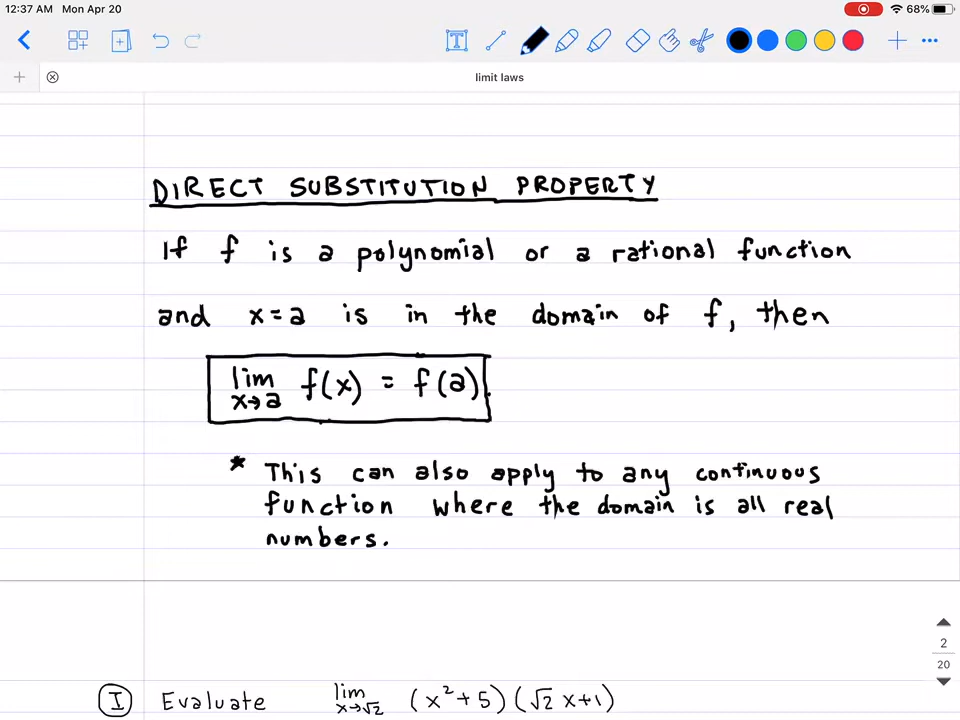 12:37 AM Mon Apr 20
68%
limit laws
DIRECT SUBSTITUTION PROPERTY
If f is a polynomial or a rational function
and x = a is in the domain of f, then
lim x→a f(x) = f(a).
* This can also apply to any continuous
function where the domain is all real
numbers.
2
20
I Evaluate lim x→√2 (x² + 5)(√2 x + 1)